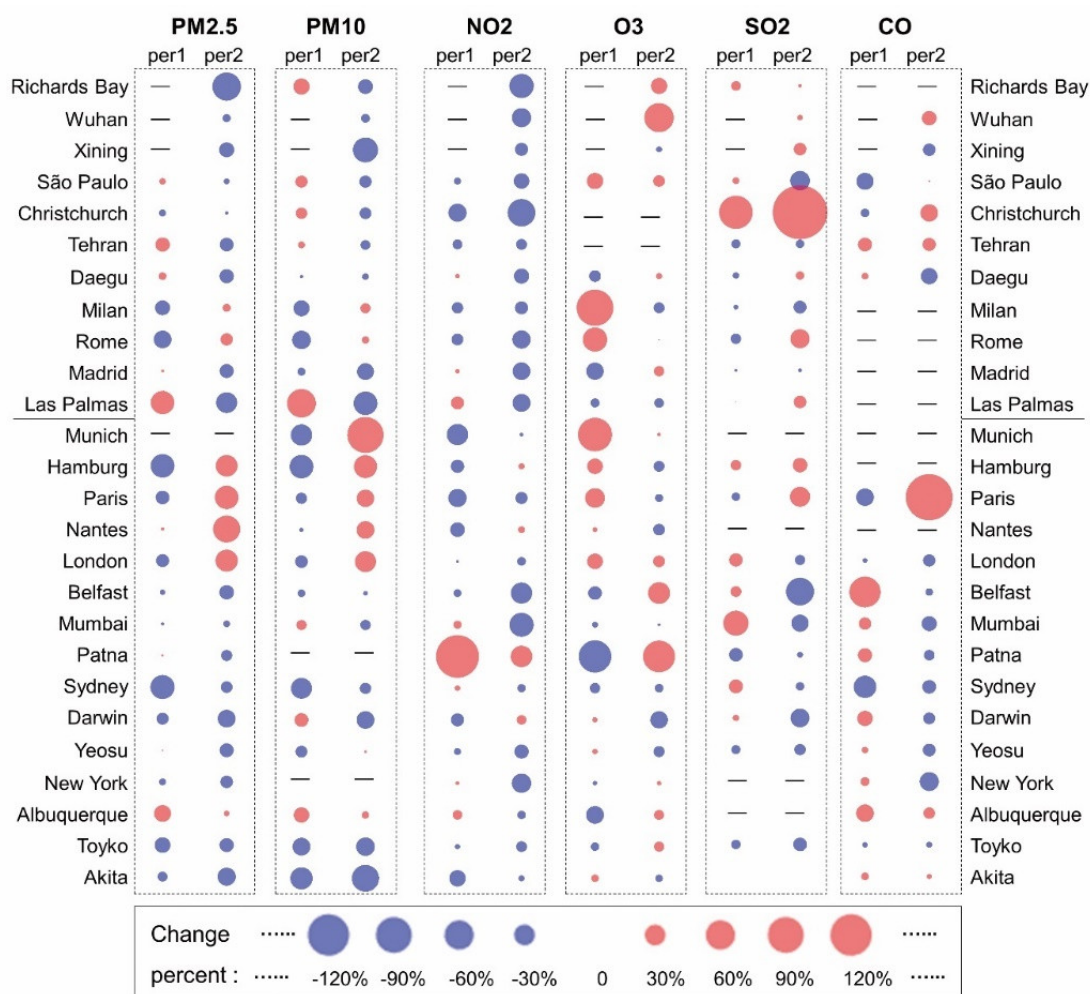 PM2.5 PM10 NO2 O3 SO2 CO
per1 per2 per1 per2 per1 per2 per1 per2 per1 per2 per1 per2
Richards Bay — — — — — Richards Bay
Wuhan — — — — — — Wuhan
Xining — — — — — — Xining
São Paulo São Paulo
Christchurch — — Christchurch
Tehran — — Tehran
Daegu Daegu
Milan — — Milan
Rome — — Rome
Madrid — — Madrid
Las Palmas — — Las Palmas
Munich — — — — — — Munich
Hamburg — — Hamburg
Paris Paris
Nantes — — — — Nantes
London London
Belfast Belfast
Mumbai Mumbai
Patna — — Patna
Sydney Sydney
Darwin Darwin
Yeosu Yeosu
New York — — — — New York
Albuquerque — — Albuquerque
Toyko Toyko
Akita Akita
Change ······ ······
percent : ······ -120% -90% -60% -30% 0 30% 60% 90% 120% ······